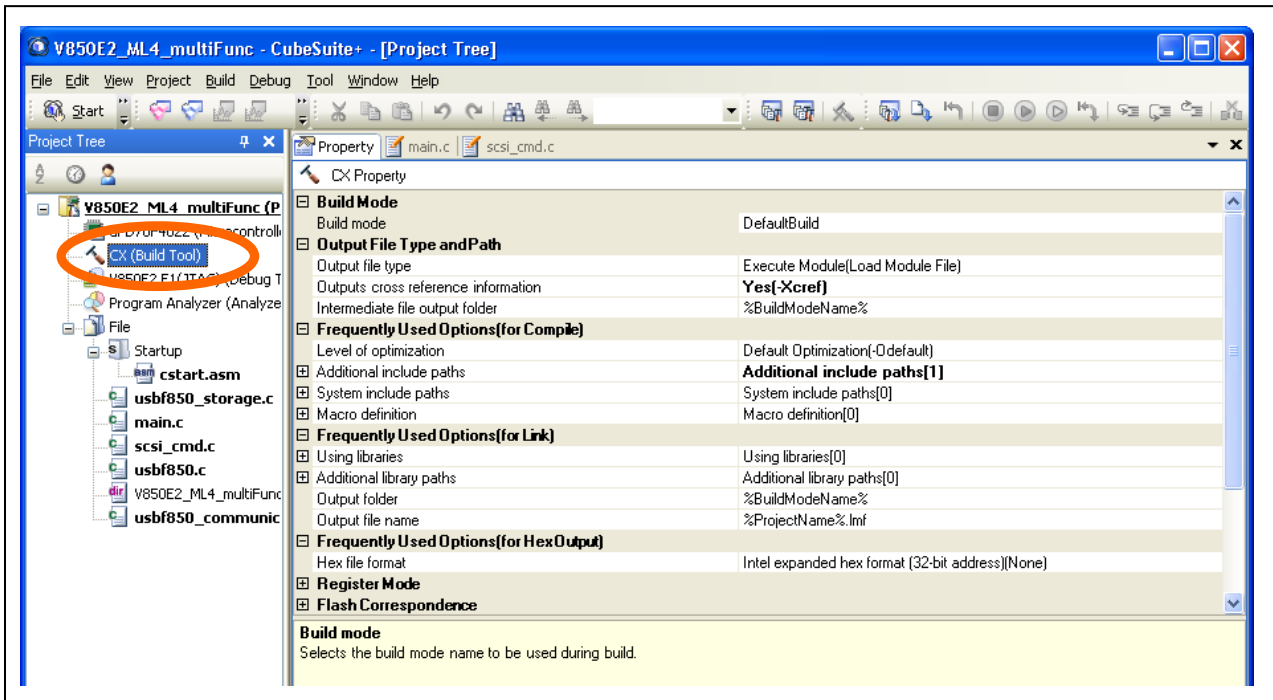 V850E2_ML4_multiFunc - CubeSuite+ - [Project Tree]
File Edit View Project Build Debug Tool Window Help
Start
Project Tree
Property main.c scsi_cmd.c
CX Property
V850E2_ML4_multiFunc (P
CX (Build Tool)
V850E2 E1(JTAG) (Debug T
Program Analyzer (Analyze
File
Startup
cstart.asm
usbf850_storage.c
main.c
scsi_cmd.c
usbf850.c
V850E2_ML4_multiFunc
usbf850_communic
Build Mode
Build mode DefaultBuild
Output File Type and Path
Output file type Execute Module(Load Module File)
Outputs cross reference information Yes(-Xcref)
Intermediate file output folder %BuildModeName%
Frequently Used Options(for Compile)
Level of optimization Default Optimization(-Odefault)
Additional include paths Additional include paths[1]
System include paths System include paths[0]
Macro definition Macro definition[0]
Frequently Used Options(for Link)
Using libraries Using libraries[0]
Additional library paths Additional library paths[0]
Output folder %BuildModeName%
Output file name %ProjectName%.lmf
Frequently Used Options(for Hex Output)
Hex file format Intel expanded hex format (32-bit address)(None)
Register Mode
Flash Correspondence
Build mode
Selects the build mode name to be used during build.